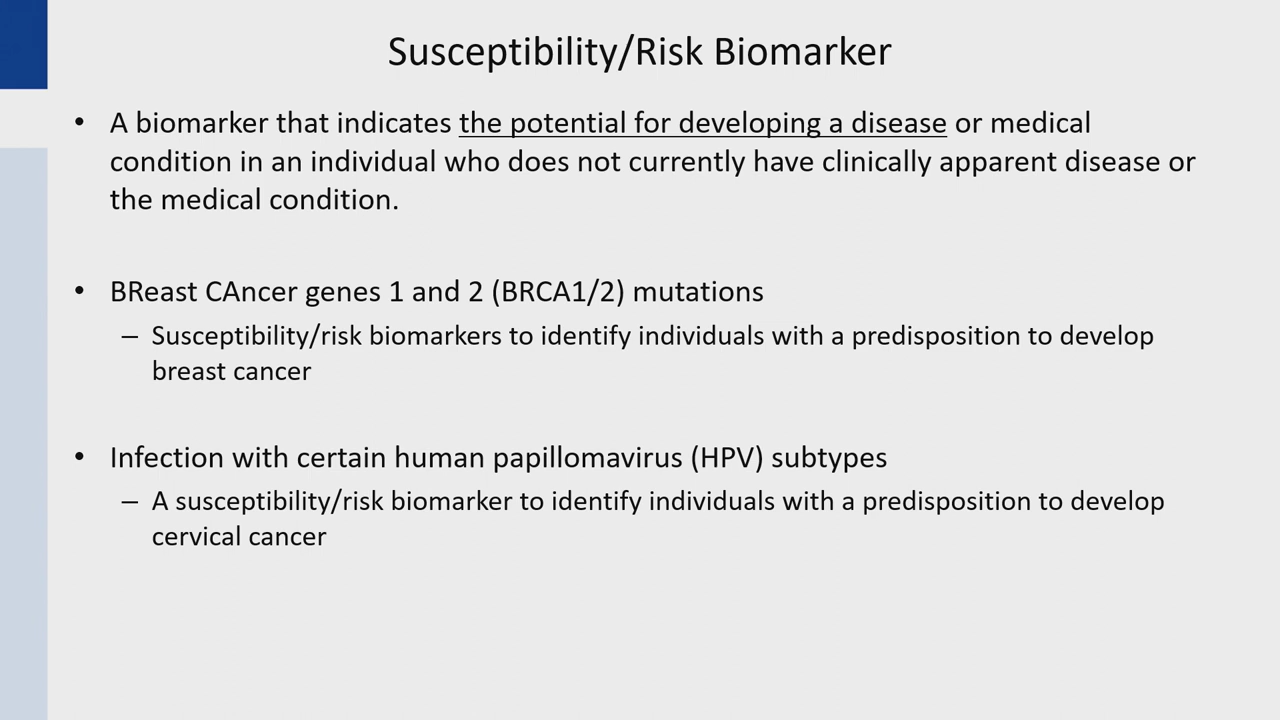 Susceptibility/Risk Biomarker
• A biomarker that indicates the potential for developing a disease or medical
condition in an individual who does not currently have clinically apparent disease or
the medical condition.
• BReast CAncer genes 1 and 2 (BRCA1/2) mutations
– Susceptibility/risk biomarkers to identify individuals with a predisposition to develop
breast cancer
• Infection with certain human papillomavirus (HPV) subtypes
– A susceptibility/risk biomarker to identify individuals with a predisposition to develop
cervical cancer